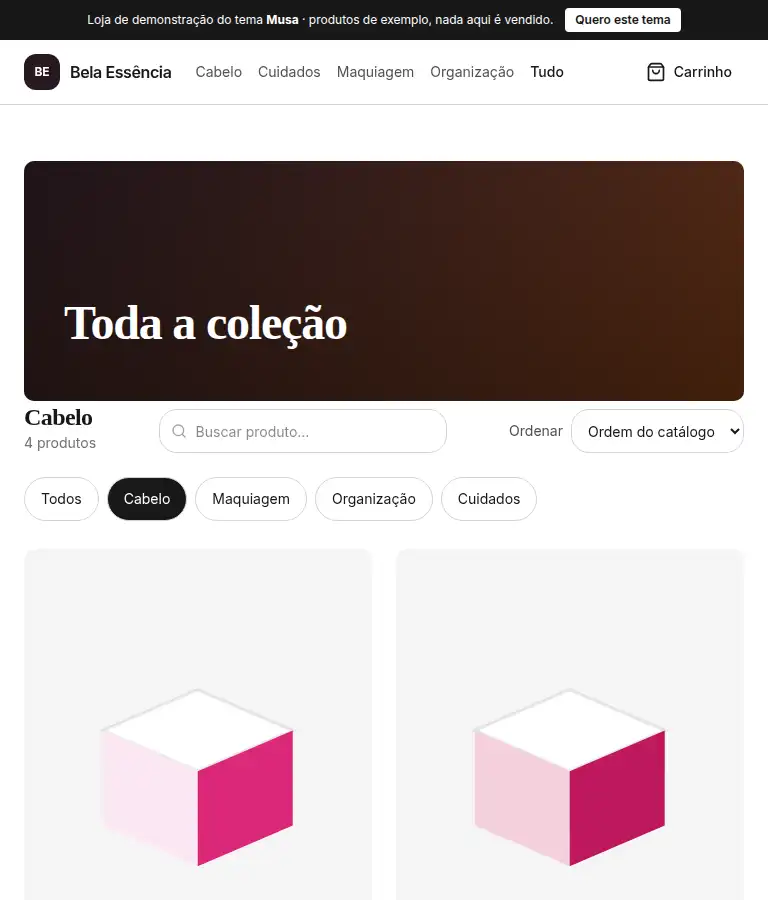 Loja de demonstração do tema Musa · produtos de exemplo, nada aqui é vendido. Quero este tema
BE Bela Essência Cabelo Cuidados Maquiagem Organização Tudo Carrinho
Toda a coleção
Cabelo
4 produtos
Buscar produto...
Ordenar Ordem do catálogo
Todos Cabelo Maquiagem Organização Cuidados